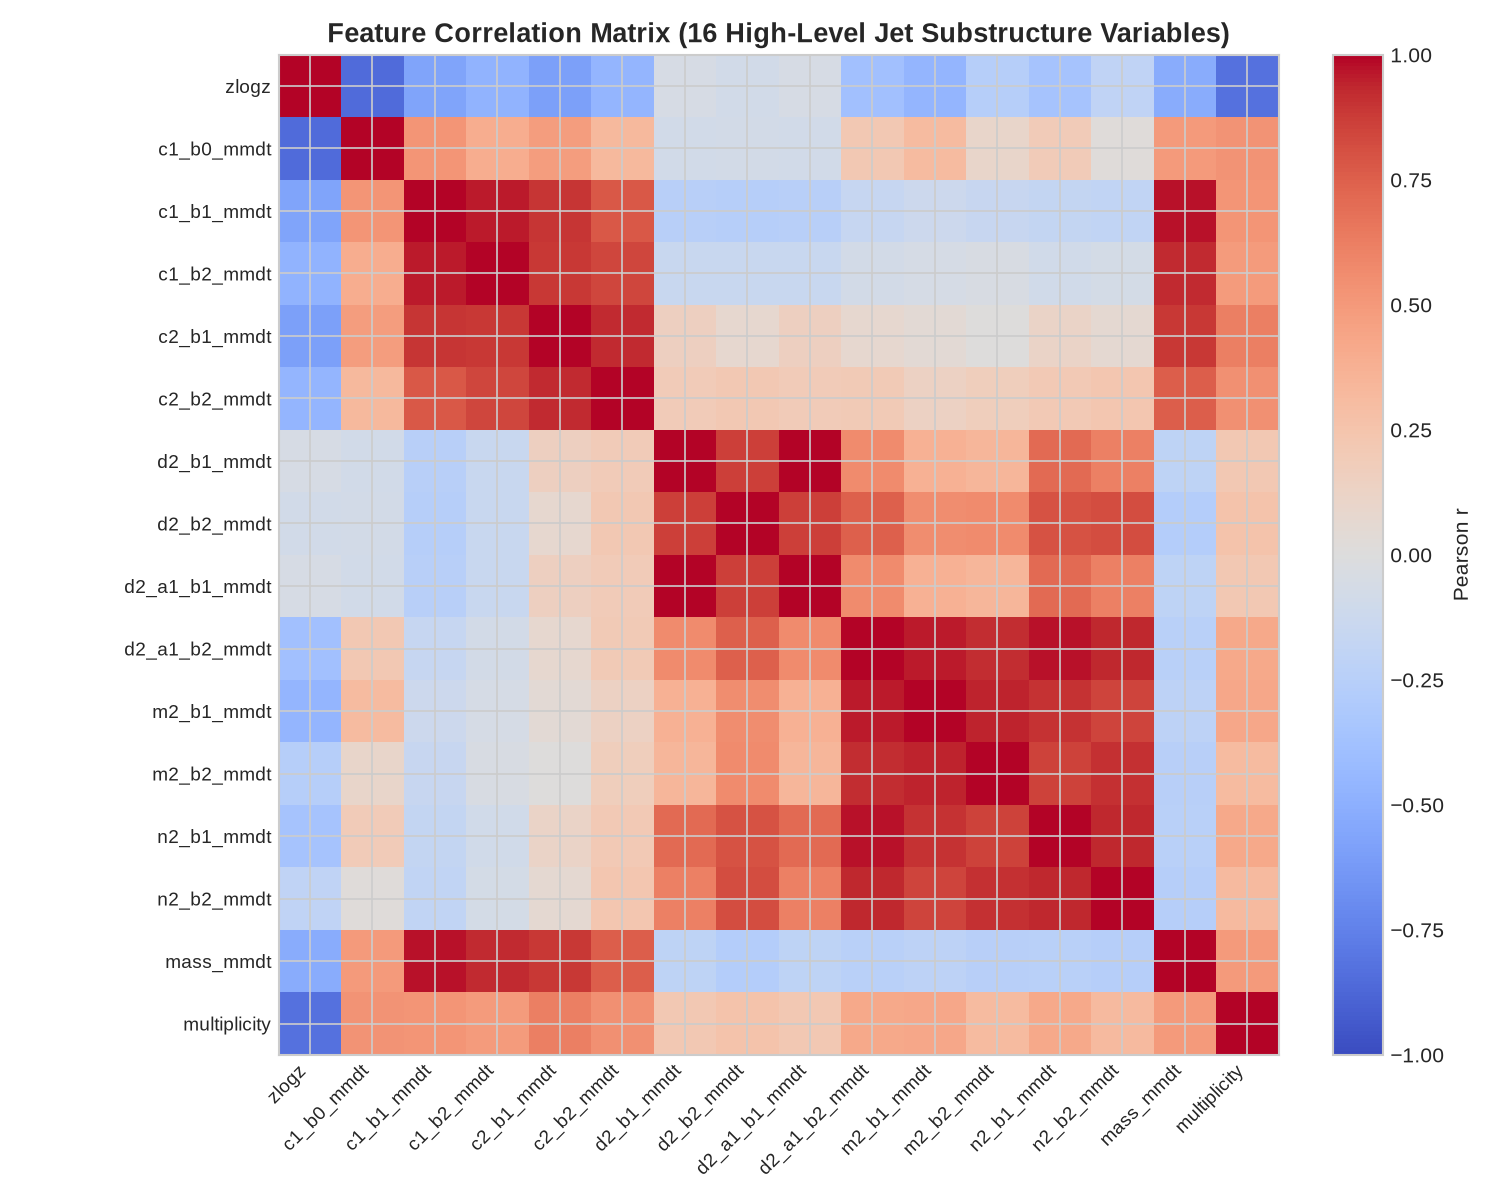 Feature Correlation Matrix (16 High-Level Jet Substructure Variables)
zlogz
c1_b0_mmdt
c1_b1_mmdt
c1_b2_mmdt
c2_b1_mmdt
c2_b2_mmdt
d2_b1_mmdt
d2_b2_mmdt
d2_a1_b1_mmdt
d2_a1_b2_mmdt
m2_b1_mmdt
m2_b2_mmdt
n2_b1_mmdt
n2_b2_mmdt
mass_mmdt
multiplicity
zlogz
c1_b0_mmdt
c1_b1_mmdt
c1_b2_mmdt
c2_b1_mmdt
c2_b2_mmdt
d2_b1_mmdt
d2_b2_mmdt
d2_a1_b1_mmdt
d2_a1_b2_mmdt
m2_b1_mmdt
m2_b2_mmdt
n2_b1_mmdt
n2_b2_mmdt
mass_mmdt
multiplicity
1.00
0.75
0.50
0.25
0.00
−0.25
−0.50
−0.75
−1.00
Pearson r